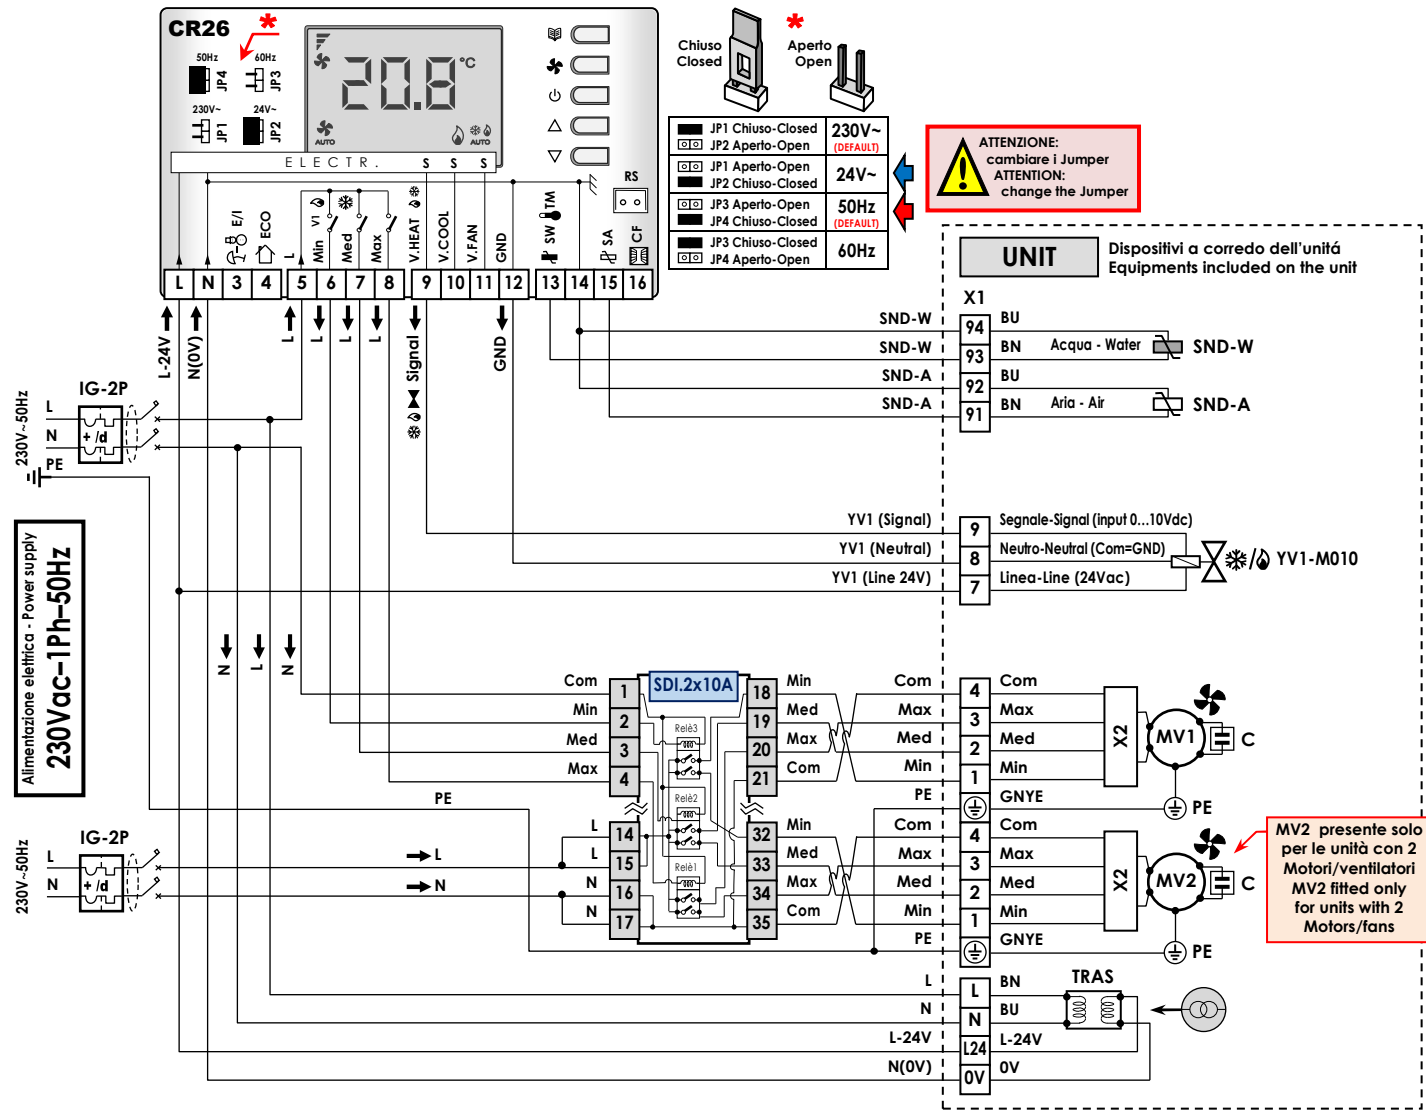 CR26
*
50Hz
JP4
60Hz
JP3
230V~
JP1
24V~
JP2
20.8 °C
AUTO
AUTO
ELECTR.
S S S
RS
E/I
ECO
L
Min
V1
Med
Max
V.HEAT
V.COOL
V.FAN
GND
SW
TM
SA
CF
L N 3 4 5 6 7 8 9 10 11 12 13 14 15 16
L-24V
N(0V)
L
L
L
L
Signal
GND
Chiuso
Closed
*
Aperto
Open
JP1 Chiuso-Closed
JP2 Aperto-Open
230V~
(DEFAULT)
JP1 Aperto-Open
JP2 Chiuso-Closed
24V~
JP3 Aperto-Open
JP4 Chiuso-Closed
50Hz
(DEFAULT)
JP3 Chiuso-Closed
JP4 Aperto-Open
60Hz
ATTENZIONE:
cambiare i Jumper
ATTENTION:
change the Jumper
UNIT
Dispositivi a corredo dell'unitá
Equipments included on the unit
X1
SND-W 94 BU
SND-W 93 BN
Acqua - Water
SND-W
SND-A 92 BU
SND-A 91 BN
Aria - Air
SND-A
IG-2P
230V~50Hz
L
N
+ /d
PE
Alimentazione elettrica - Power supply
230Vac–1Ph–50Hz
YV1 (Signal) 9 Segnale-Signal (input 0...10Vdc)
YV1 (Neutral) 8 Neutro-Neutral (Com=GND)
YV1 (Line 24V) 7 Linea-Line (24Vac)
/
YV1-M010
N
L
N
SDI.2x10A
Com 1
Min 2
Med 3
Max 4
Relè3
Relè2
Relè1
18 Min
19 Med
20 Max
21 Com
Com 4 Com
Max 3 Max
Med 2 Med
Min 1 Min
PE GNYE
X2
MV1
C
PE
PE
L 14
L 15
N 16
N 17
32 Min
33 Med
34 Max
35 Com
Com 4 Com
Max 3 Max
Med 2 Med
Min 1 Min
PE GNYE
X2
MV2
C
PE
MV2 presente solo
per le unità con 2
Motori/ventilatori
MV2 fitted only
for units with 2
Motors/fans
IG-2P
230V~50Hz
L
N
+ /d
L
N
L L BN
N N BU
L-24V L24 L-24V
N(0V) 0V 0V
TRAS